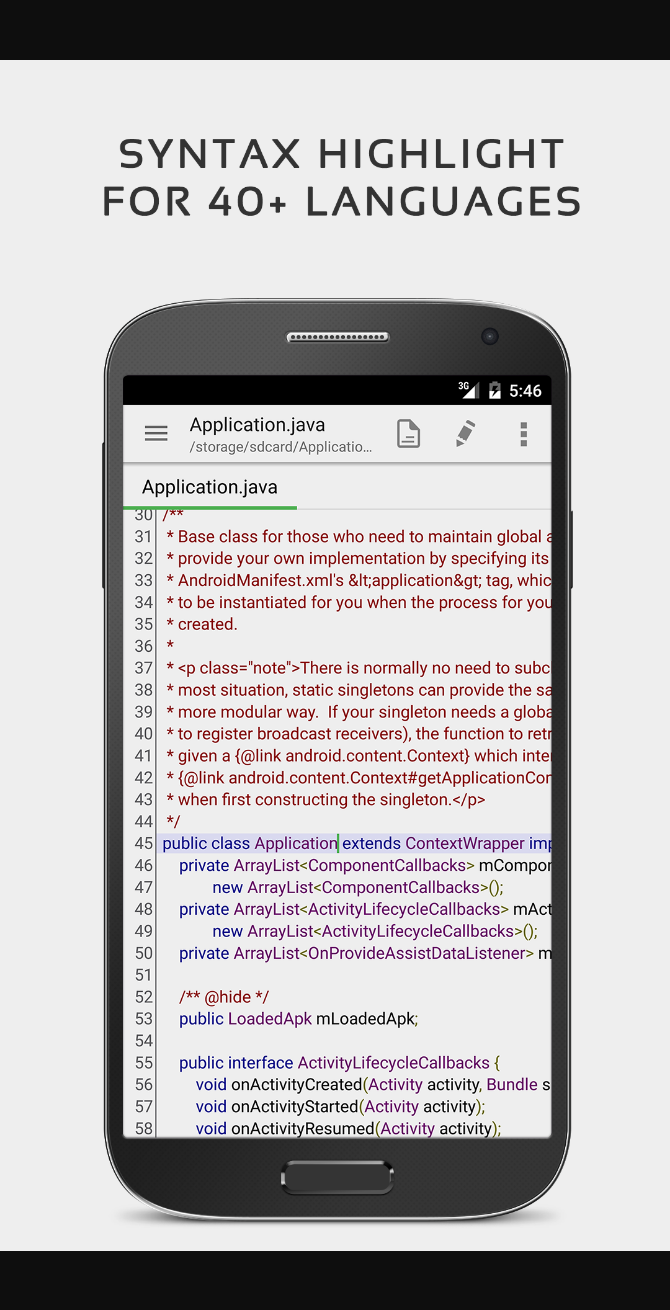 SYNTAX HIGHLIGHT
FOR 40+ LANGUAGES
3G 5:46
Application.java
/storage/sdcard/Applicatio...
Application.java
30 /**
31 * Base class for those who need to maintain global a
32 * provide your own implementation by specifying its
33 * AndroidManifest.xml's &lt;application&gt; tag, whic
34 * to be instantiated for you when the process for you
35 * created.
36 *
37 * <p class="note">There is normally no need to subc
38 * most situation, static singletons can provide the sa
39 * more modular way.  If your singleton needs a globa
40 * to register broadcast receivers), the function to retr
41 * given a {@link android.content.Context} which inte
42 * {@link android.content.Context#getApplicationCon
43 * when first constructing the singleton.</p>
44 */
45 public class Application extends ContextWrapper imp
46 private ArrayList<ComponentCallbacks> mCompor
47 new ArrayList<ComponentCallbacks>();
48 private ArrayList<ActivityLifecycleCallbacks> mAct
49 new ArrayList<ActivityLifecycleCallbacks>();
50 private ArrayList<OnProvideAssistDataListener> m
51
52 /** @hide */
53 public LoadedApk mLoadedApk;
54
55 public interface ActivityLifecycleCallbacks {
56 void onActivityCreated(Activity activity, Bundle s
57 void onActivityStarted(Activity activity);
58 void onActivityResumed(Activity activity);